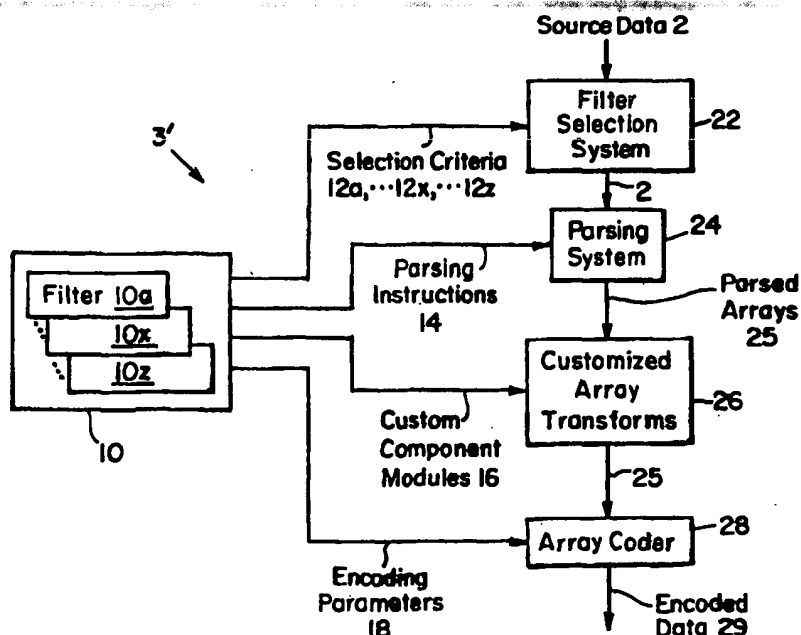 Source Data 2
3'
Filter
Selection
System
22
Selection Criteria
12a,···12x,···12z
2
Parsing
System
24
Parsing
Instructions
14
Parsed
Arrays
25
Filter 10a
10x
10z
10
Customized
Array
Transforms
26
Custom
Component
Modules 16
25
Array Coder
28
Encoding
Parameters
18
Encoded
Data 29